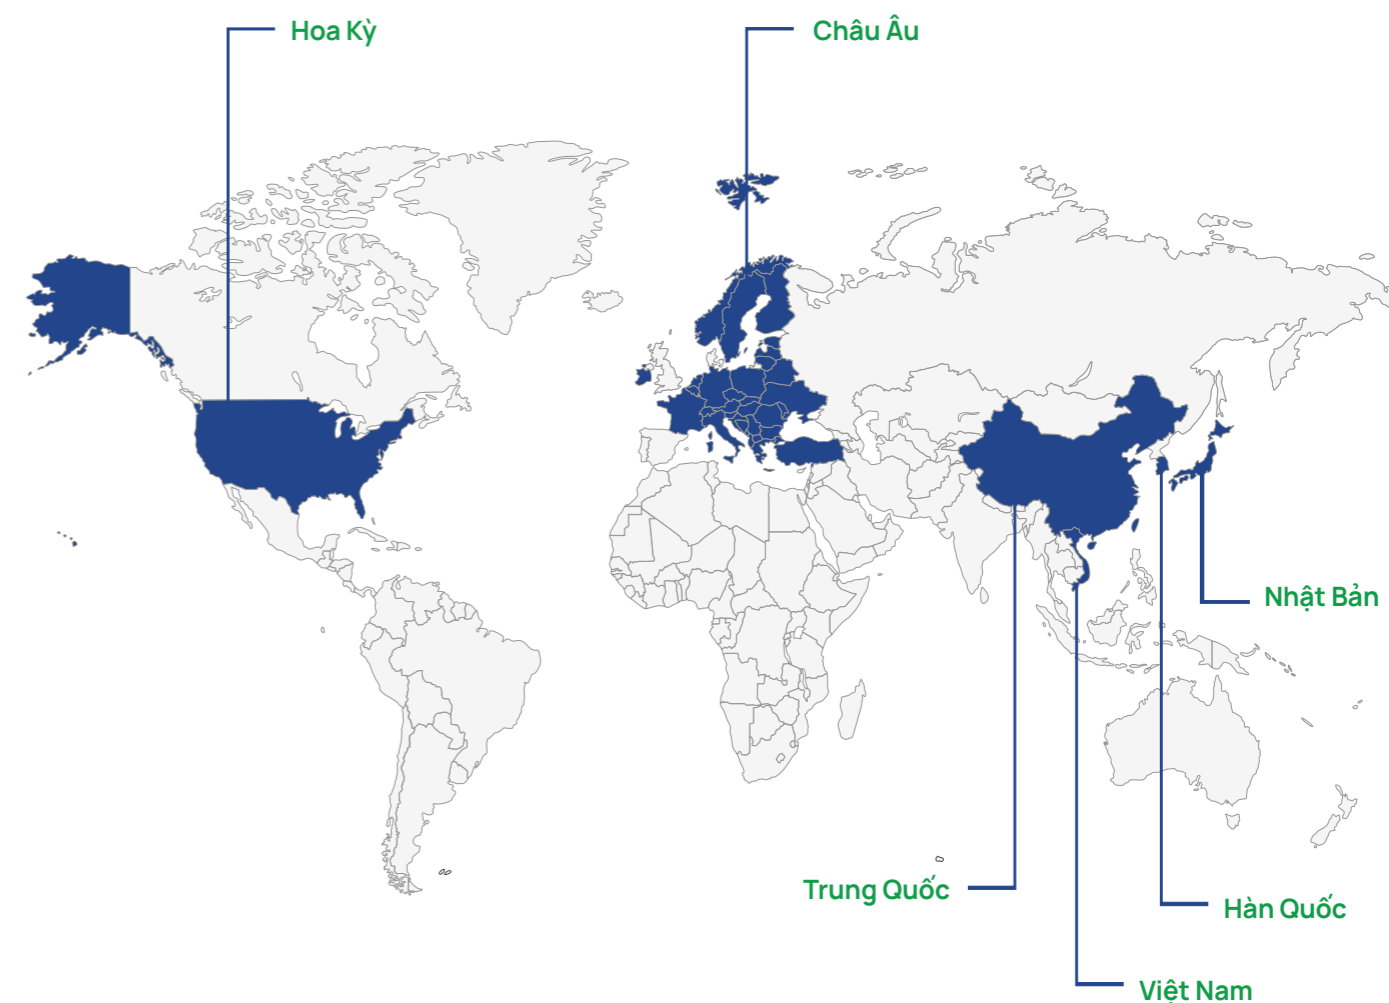 Hoa Kỳ
Châu Âu
Nhật Bản
Trung Quốc
Hàn Quốc
Việt Nam